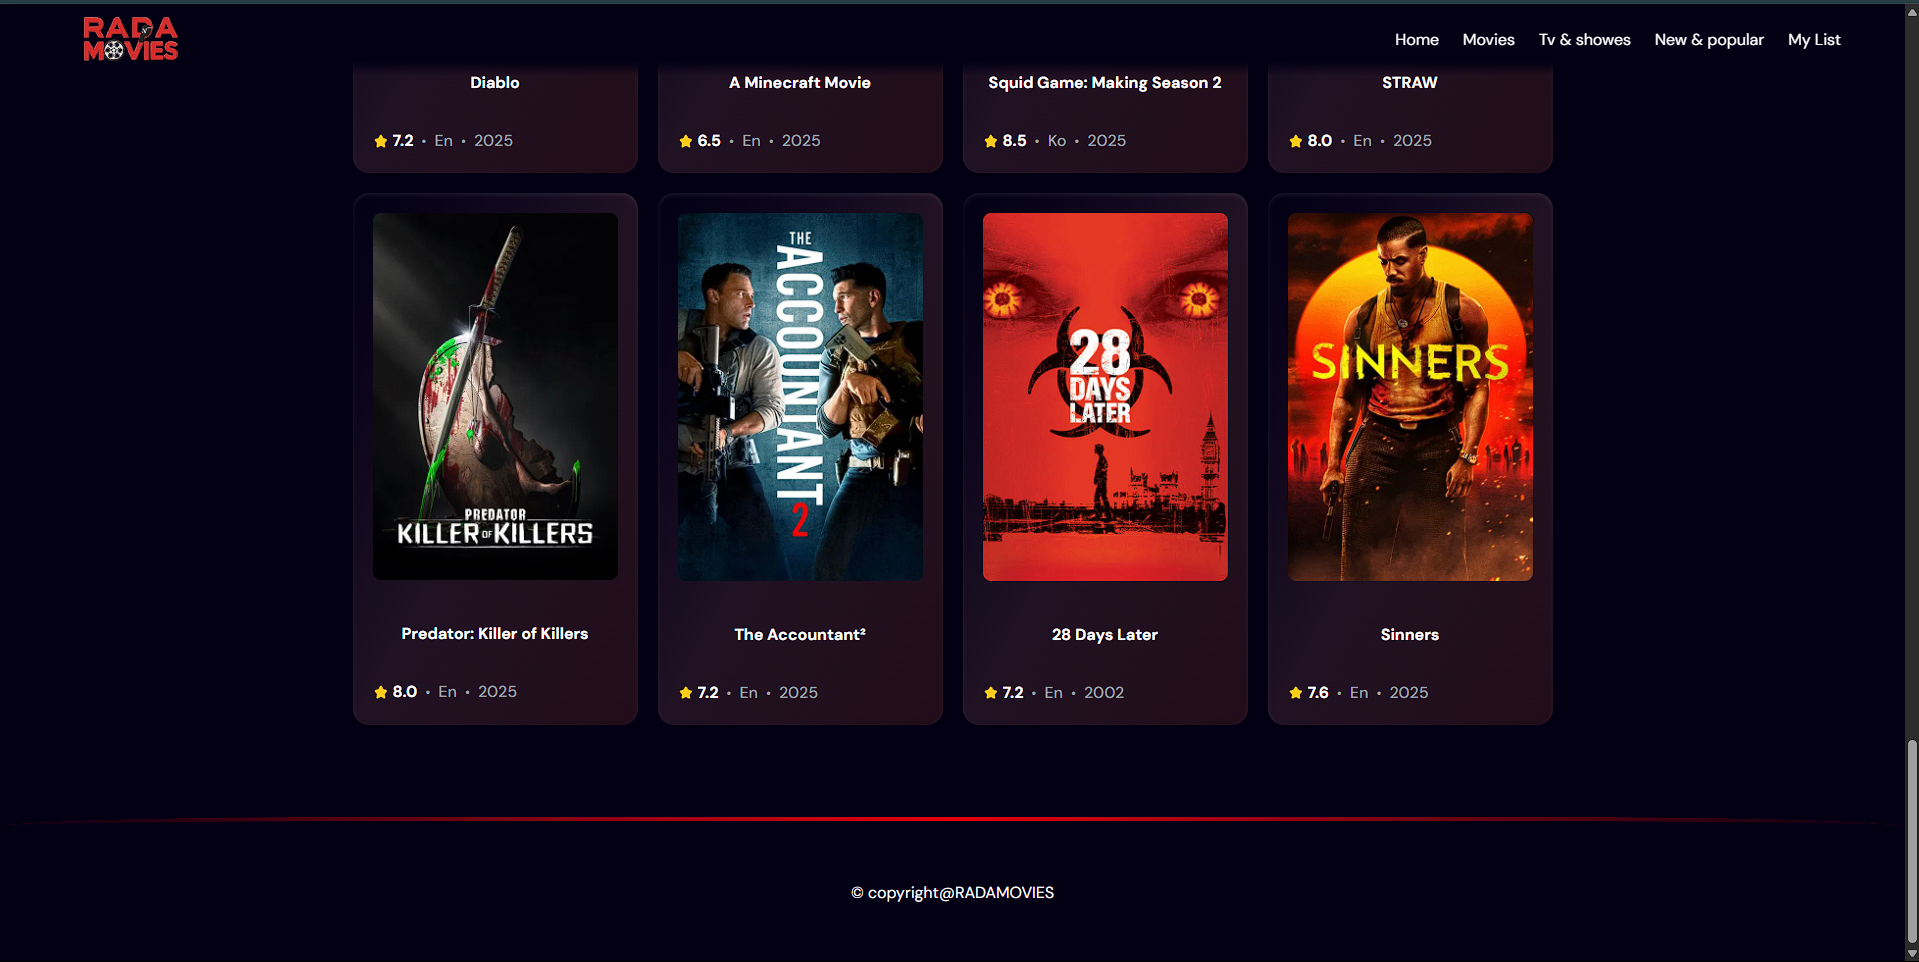 RADA
MOVIES
Home Movies Tv & showes New & popular My List
Diablo
★ 7.2 • En • 2025
A Minecraft Movie
★ 6.5 • En • 2025
Squid Game: Making Season 2
★ 8.5 • Ko • 2025
STRAW
★ 8.0 • En • 2025
PREDATOR
KILLER OF KILLERS
Predator: Killer of Killers
★ 8.0 • En • 2025
THE
ACCOUNTANT
2
The Accountant²
★ 7.2 • En • 2025
28
DAYS
LATER
28 Days Later
★ 7.2 • En • 2002
SINNERS
Sinners
★ 7.6 • En • 2025
© copyright@RADAMOVIES